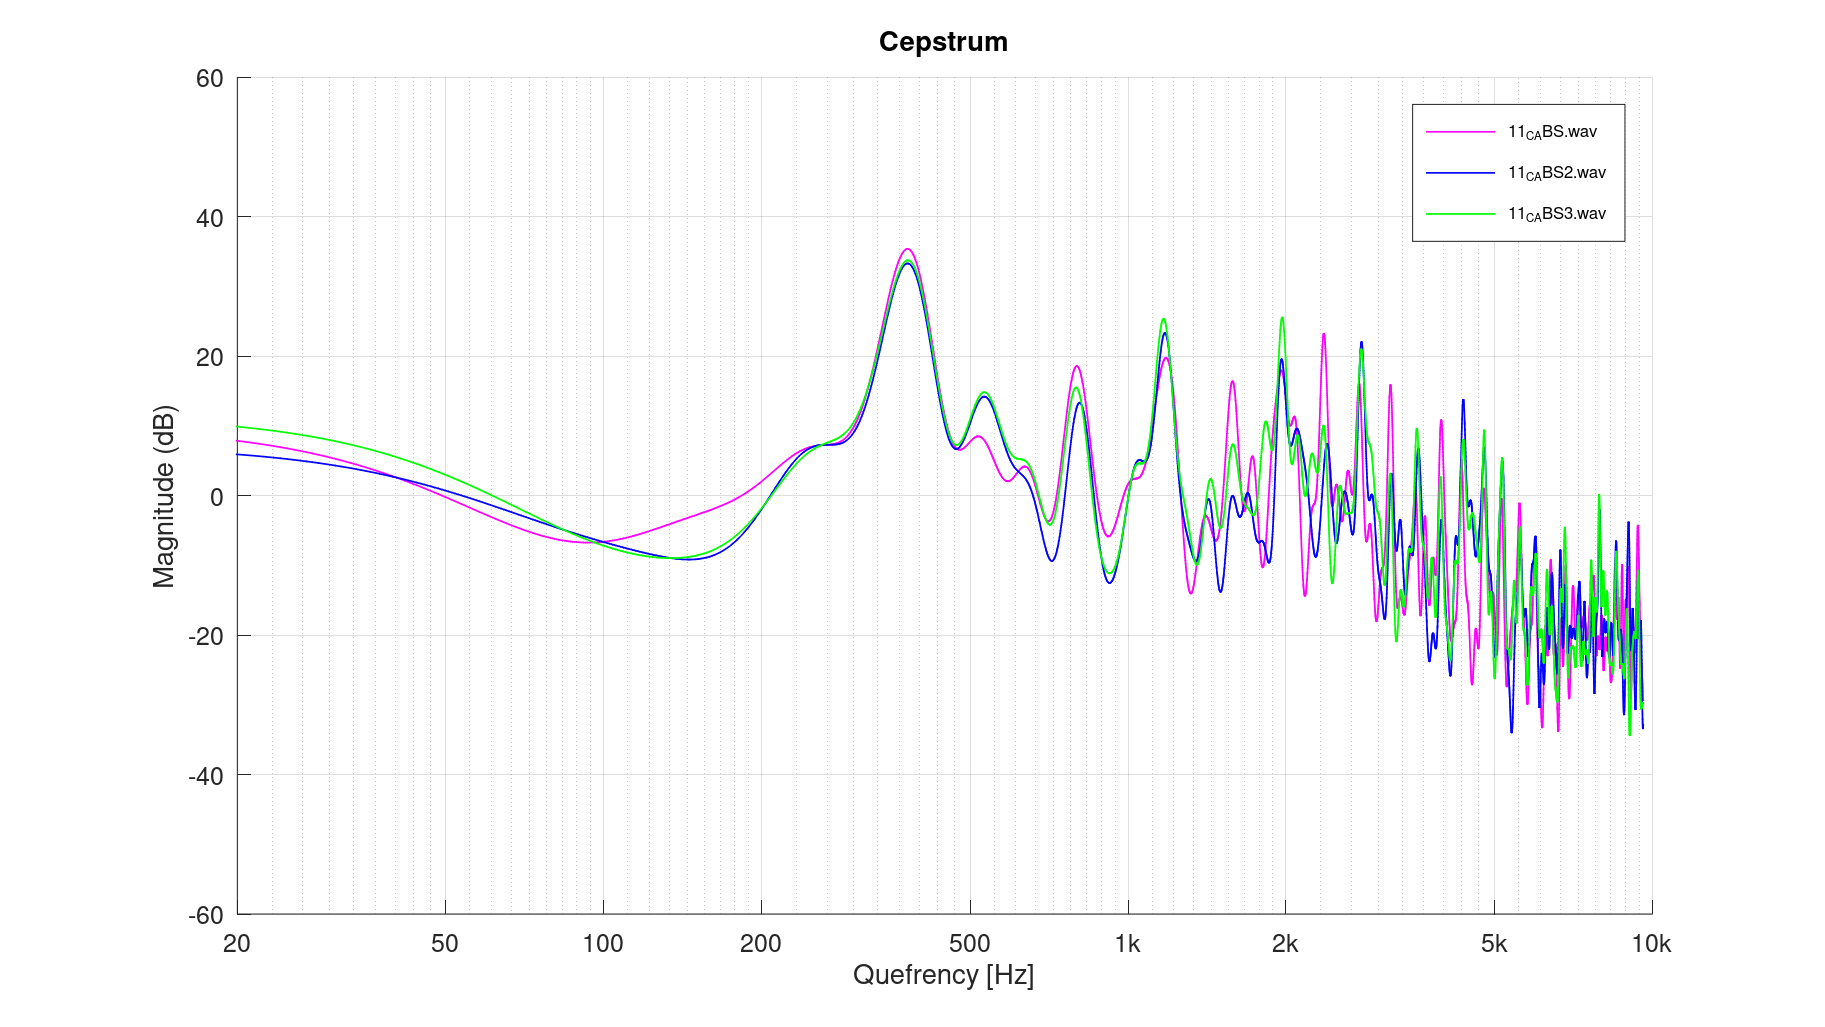 Cepstrum
60
40
20
0
-20
-40
-60
Magnitude (dB)
11CABS.wav
11CABS2.wav
11CABS3.wav
20 50 100 200 500 1k 2k 5k 10k
Quefrency [Hz]